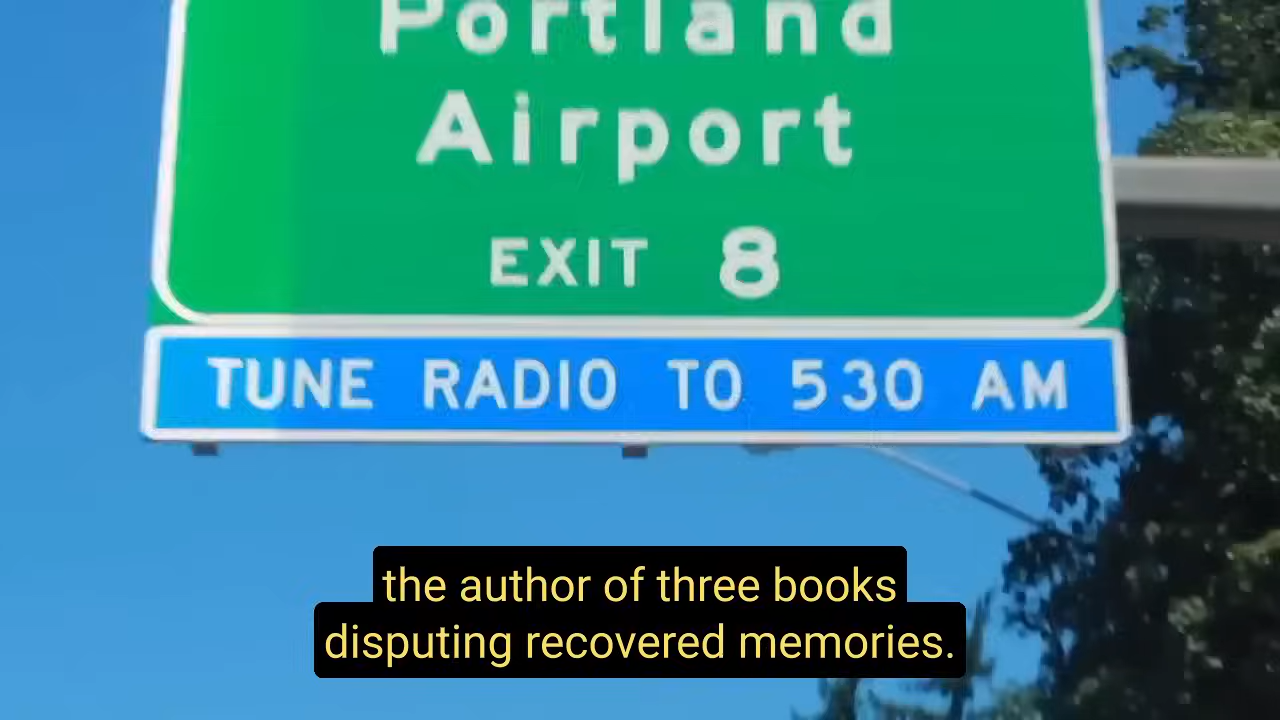 Portland
Airport
EXIT 8
TUNE RADIO TO 530 AM
the author of three books
disputing recovered memories.